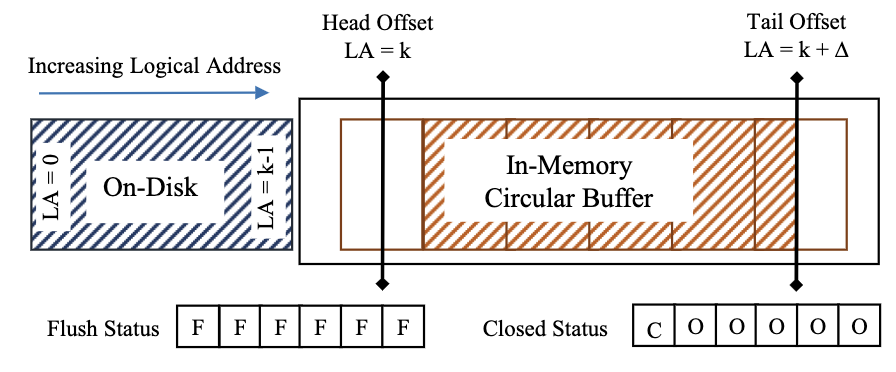 Head Offset
LA = k
Tail Offset
LA = k + Δ
Increasing Logical Address
LA = 0
On-Disk
LA = k-1
In-Memory
Circular Buffer
Flush Status F F F F F F
Closed Status C O O O O O